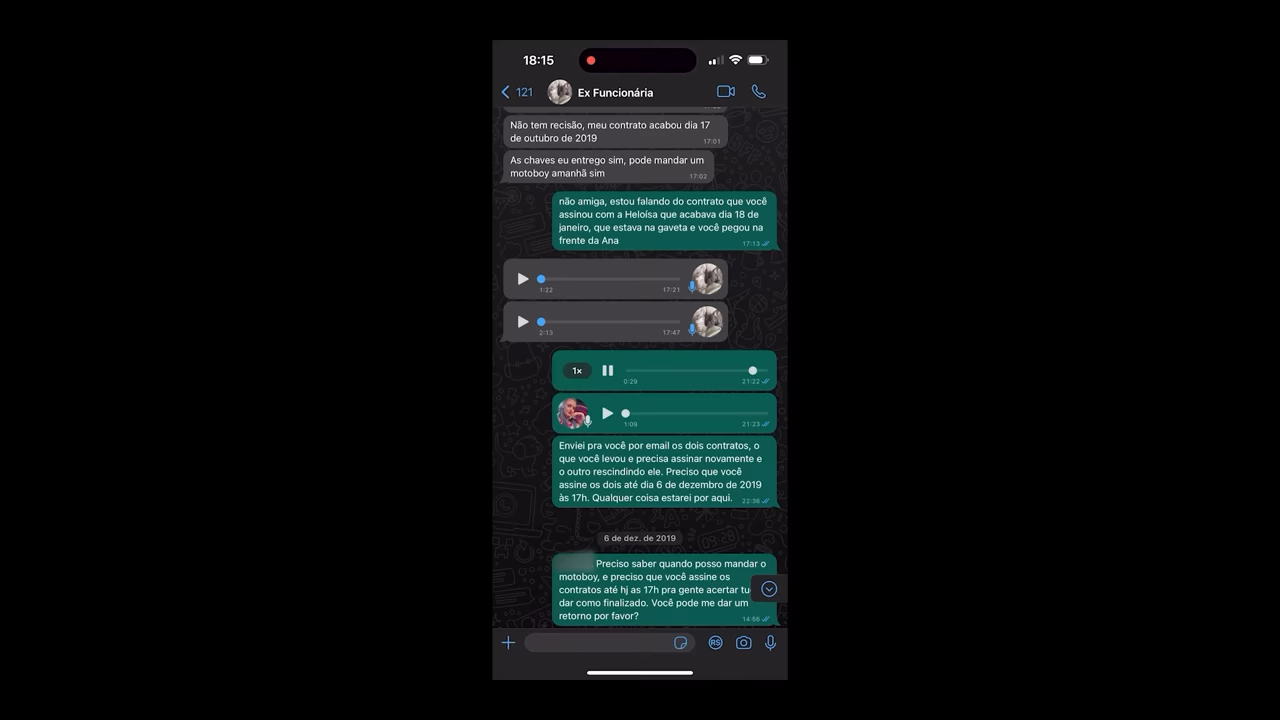 18:15
121
Ex Funcionária
Não tem recisão, meu contrato acabou dia 17
de outubro de 2019
17:01
As chaves eu entrego sim, pode mandar um
motoboy amanhã sim
17:02
não amiga, estou falando do contrato que você
assinou com a Heloísa que acabava dia 18 de
janeiro, que estava na gaveta e você pegou na
frente da Ana
17:13
1:22 17:21
2:13 17:47
1×
0:29 21:22
1:09 21:23
Enviei pra você por email os dois contratos, o
que você levou e precisa assinar novamente e
o outro rescindindo ele. Preciso que você
assine os dois até dia 6 de dezembro de 2019
às 17h. Qualquer coisa estarei por aqui.
22:36
6 de dez. de 2019
Preciso saber quando posso mandar o
motoboy, e preciso que você assine os
contratos até hj as 17h pra gente acertar
dar como finalizado. Você pode me dar um
retorno por favor?
R$